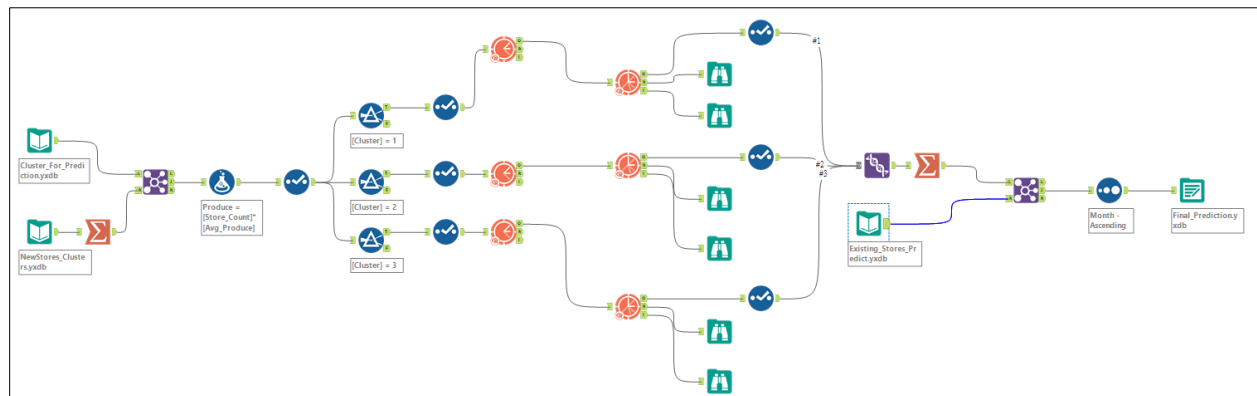 #1
[Cluster] = 1
Cluster_For_Predi
ction.yxdb
#2
#3
Produce =
[Store_Count]*
[Avg_Produce]
[Cluster] = 2
Month -
Ascending
Final_Prediction.y
xdb
NewStores_Cluste
rs.yxdb
[Cluster] = 3
Existing_Stores_Pr
edict.yxdb